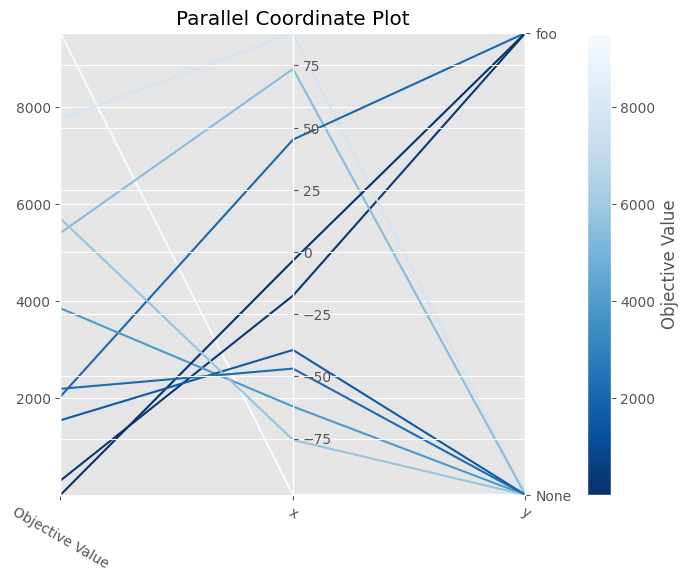 Parallel Coordinate Plot
8000
6000
4000
2000
75
50
25
0
−25
−50
−75
foo
None
8000
6000
4000
2000
Objective Value
Objective Value
x
y